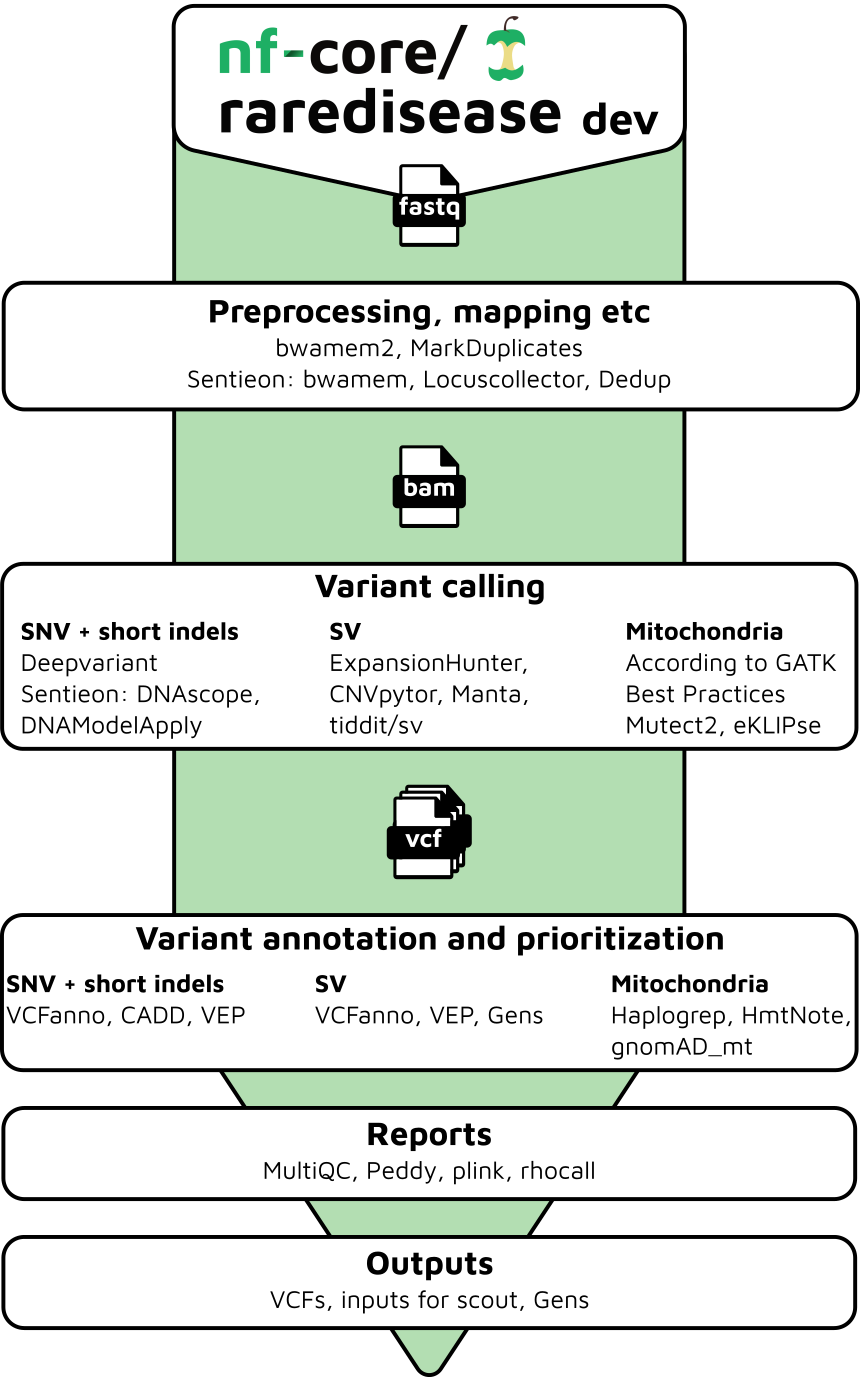 nf-core/
raredisease dev
fastq
Preprocessing, mapping etc
bwamem2, MarkDuplicates
Sentieon: bwamem, Locuscollector, Dedup
bam
Variant calling
SNV + short indels
Deepvariant
Sentieon: DNAscope,
DNAModelApply
SV
ExpansionHunter,
CNVpytor, Manta,
tiddit/sv
Mitochondria
According to GATK
Best Practices
Mutect2, eKLIPse
vcf
Variant annotation and prioritization
SNV + short indels
VCFanno, CADD, VEP
SV
VCFanno, VEP, Gens
Mitochondria
Haplogrep, HmtNote,
gnomAD_mt
Reports
MultiQC, Peddy, plink, rhocall
Outputs
VCFs, inputs for scout, Gens